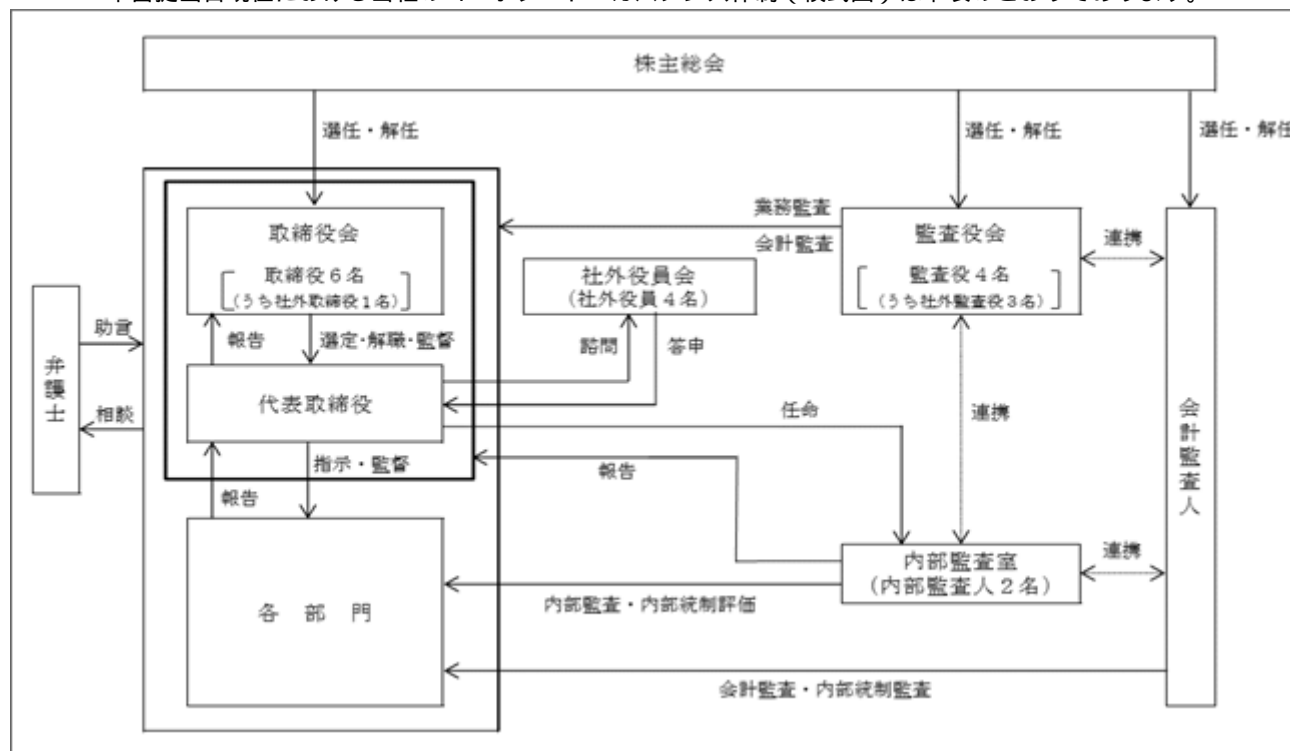 株主総会
選任・解任
選任・解任
選任・解任
取締役会
取締役6名
(うち社外取締役1名)
業務監査
会計監査
監査役会
監査役4名
(うち社外監査役3名)
連携
社外役員会
(社外役員4名)
弁護士
助言
相談
報告
選定・解職・監督
諮問
答申
代表取締役
任命
連携
会計監査人
指示・監督
報告
報告
各部門
内部監査室
(内部監査人2名)
連携
内部監査・内部統制評価
会計監査・内部統制監査